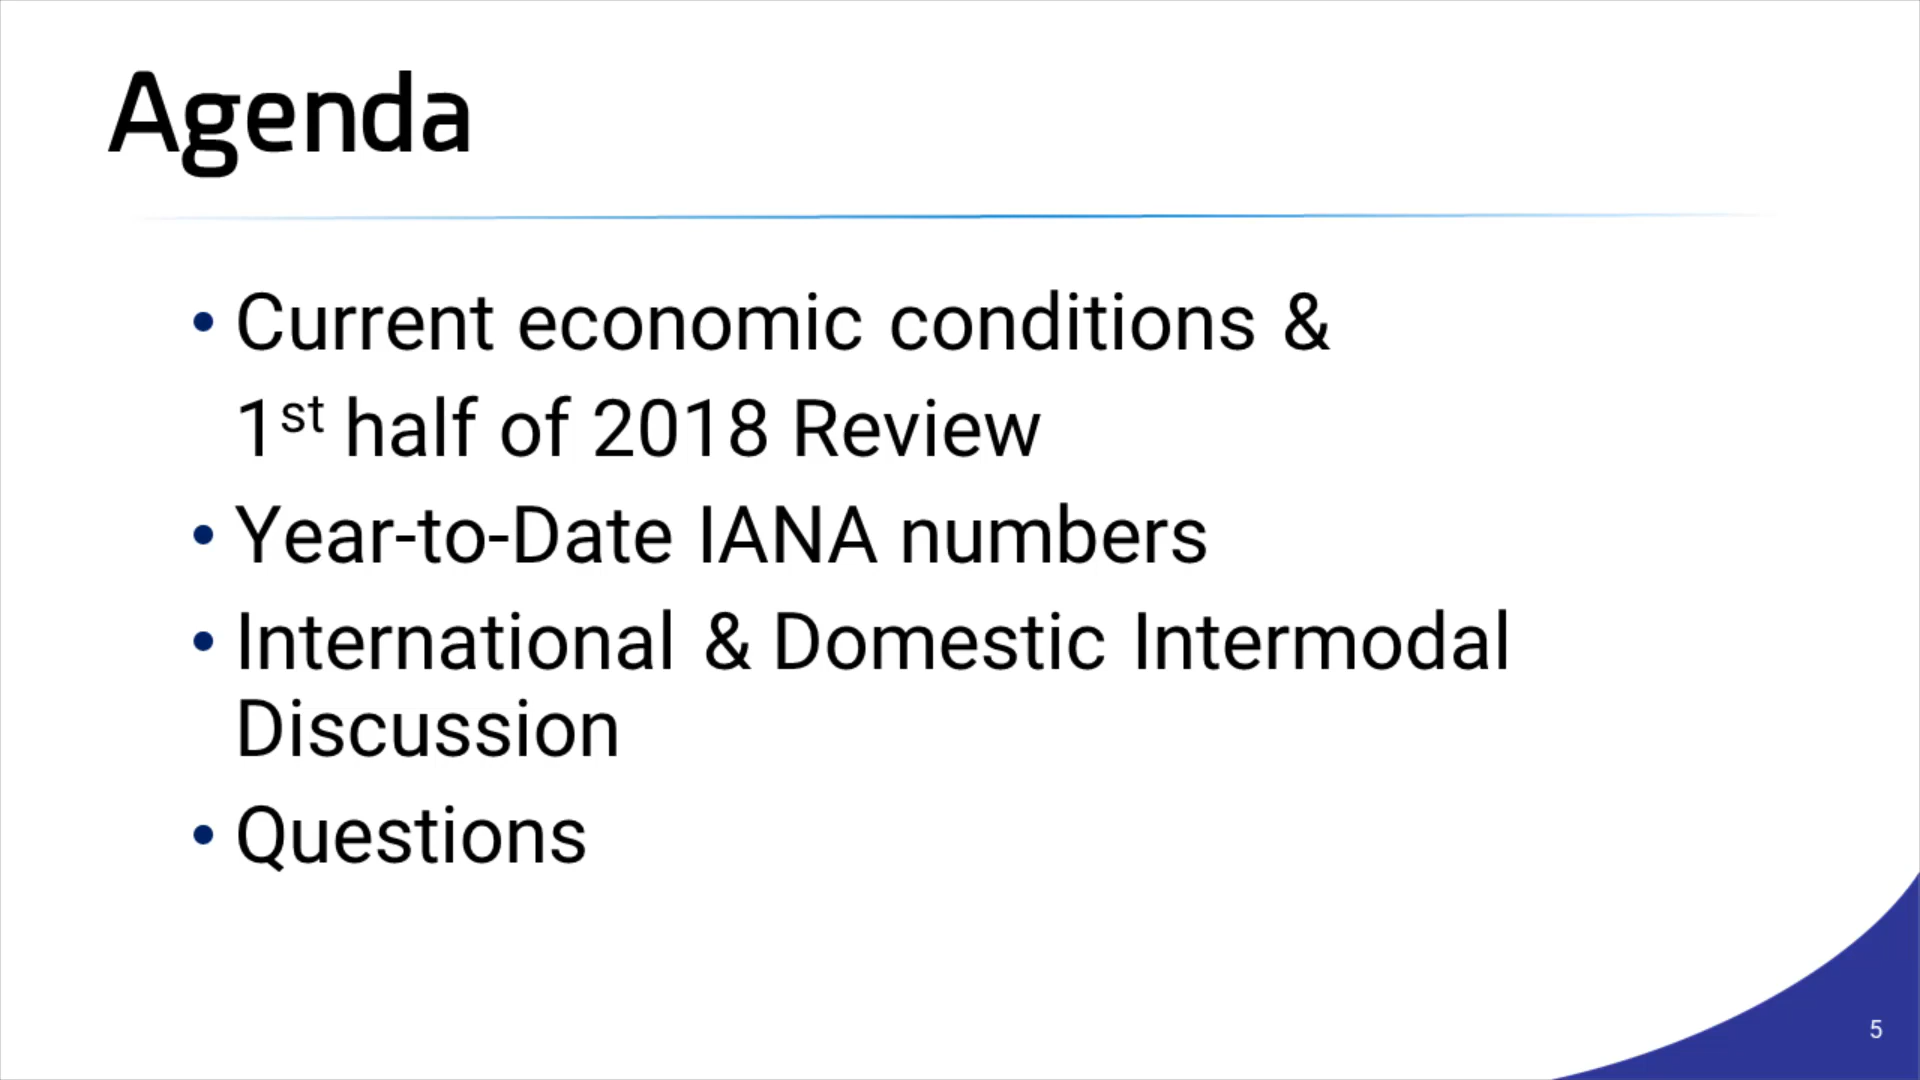 Agenda
• Current economic conditions &
1st half of 2018 Review
• Year-to-Date IANA numbers
• International & Domestic Intermodal
Discussion
• Questions
5